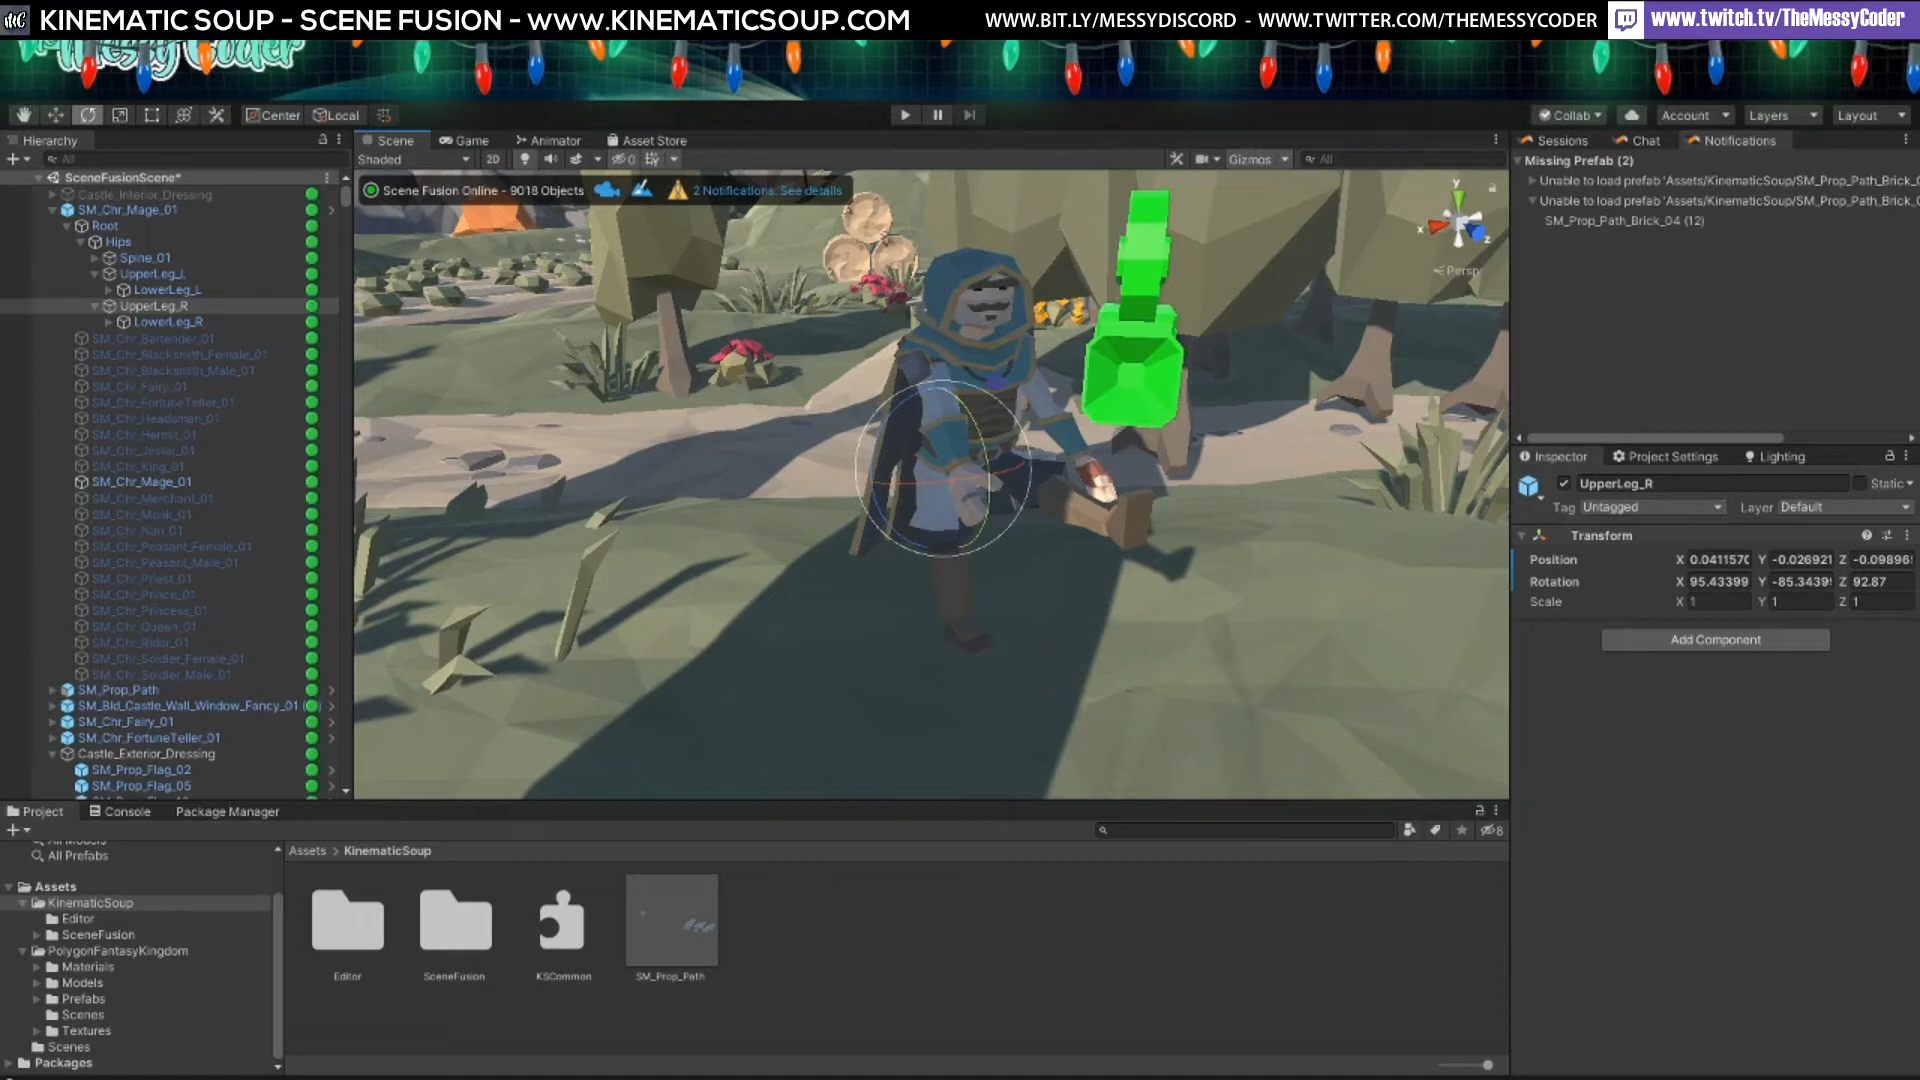 KINEMATIC SOUP - SCENE FUSION - WWW.KINEMATICSOUP.COM
WWW.BIT.LY/MESSYDISCORD - WWW.TWITTER.COM/THEMESSYCODER
www.twitch.tv/TheMessyCoder
Messy Coder
Center
Local
Collab
Account
Layers
Layout
Hierarchy
Scene
Game
Animator
Asset Store
Sessions
Chat
Notifications
All
Shaded
2D
0
Gizmos
All
Missing Prefab (2)
SceneFusionScene*
Scene Fusion Online - 9018 Objects
2 Notifications. See details
Unable to load prefab 'Assets/KinematicSoup/SM_Prop_Path_Brick_
Unable to load prefab 'Assets/KinematicSoup/SM_Prop_Path_Brick_
SM_Prop_Path_Brick_04 (12)
Castle_Interior_Dressing
SM_Chr_Mage_01
Root
Hips
Spine_01
UpperLeg_L
LowerLeg_L
UpperLeg_R
LowerLeg_R
SM_Chr_Bartender_01
SM_Chr_Blacksmith_Female_01
SM_Chr_Blacksmith_Male_01
SM_Chr_Fairy_01
SM_Chr_FortuneTeller_01
SM_Chr_Headsman_01
SM_Chr_Hermit_01
SM_Chr_Jester_01
SM_Chr_King_01
SM_Chr_Mage_01
SM_Chr_Merchant_01
SM_Chr_Monk_01
SM_Chr_Nun_01
SM_Chr_Peasant_Female_01
SM_Chr_Peasant_Male_01
SM_Chr_Priest_01
SM_Chr_Prince_01
SM_Chr_Princess_01
SM_Chr_Queen_01
SM_Chr_Rider_01
SM_Chr_Soldier_Female_01
SM_Chr_Soldier_Male_01
SM_Prop_Path
SM_Bld_Castle_Wall_Window_Fancy_01
SM_Chr_Fairy_01
SM_Chr_FortuneTeller_01
Castle_Exterior_Dressing
SM_Prop_Flag_02
SM_Prop_Flag_05
y
x
z
Persp
Inspector
Project Settings
Lighting
UpperLeg_R
Static
Tag Untagged
Layer Default
Transform
Position X 0.0411570 Y -0.026921 Z -0.09896
Rotation X 95.43399 Y -85.3439 Z 92.87
Scale X 1 Y 1 Z 1
Add Component
Project
Console
Package Manager
8
All Models
All Prefabs
Assets
KinematicSoup
Editor
SceneFusion
PolygonFantasyKingdom
Materials
Models
Prefabs
Scenes
Textures
Scenes
Packages
Assets > KinematicSoup
Editor
SceneFusion
KSCommon
SM_Prop_Path